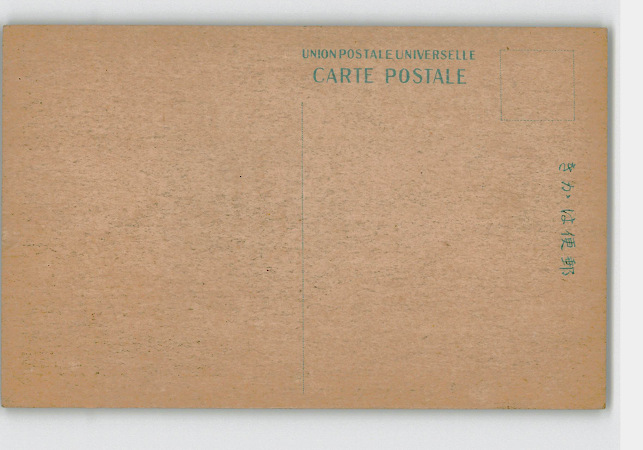 UNION POSTALE UNIVERSELLE
CARTE POSTALE
きかは便郵